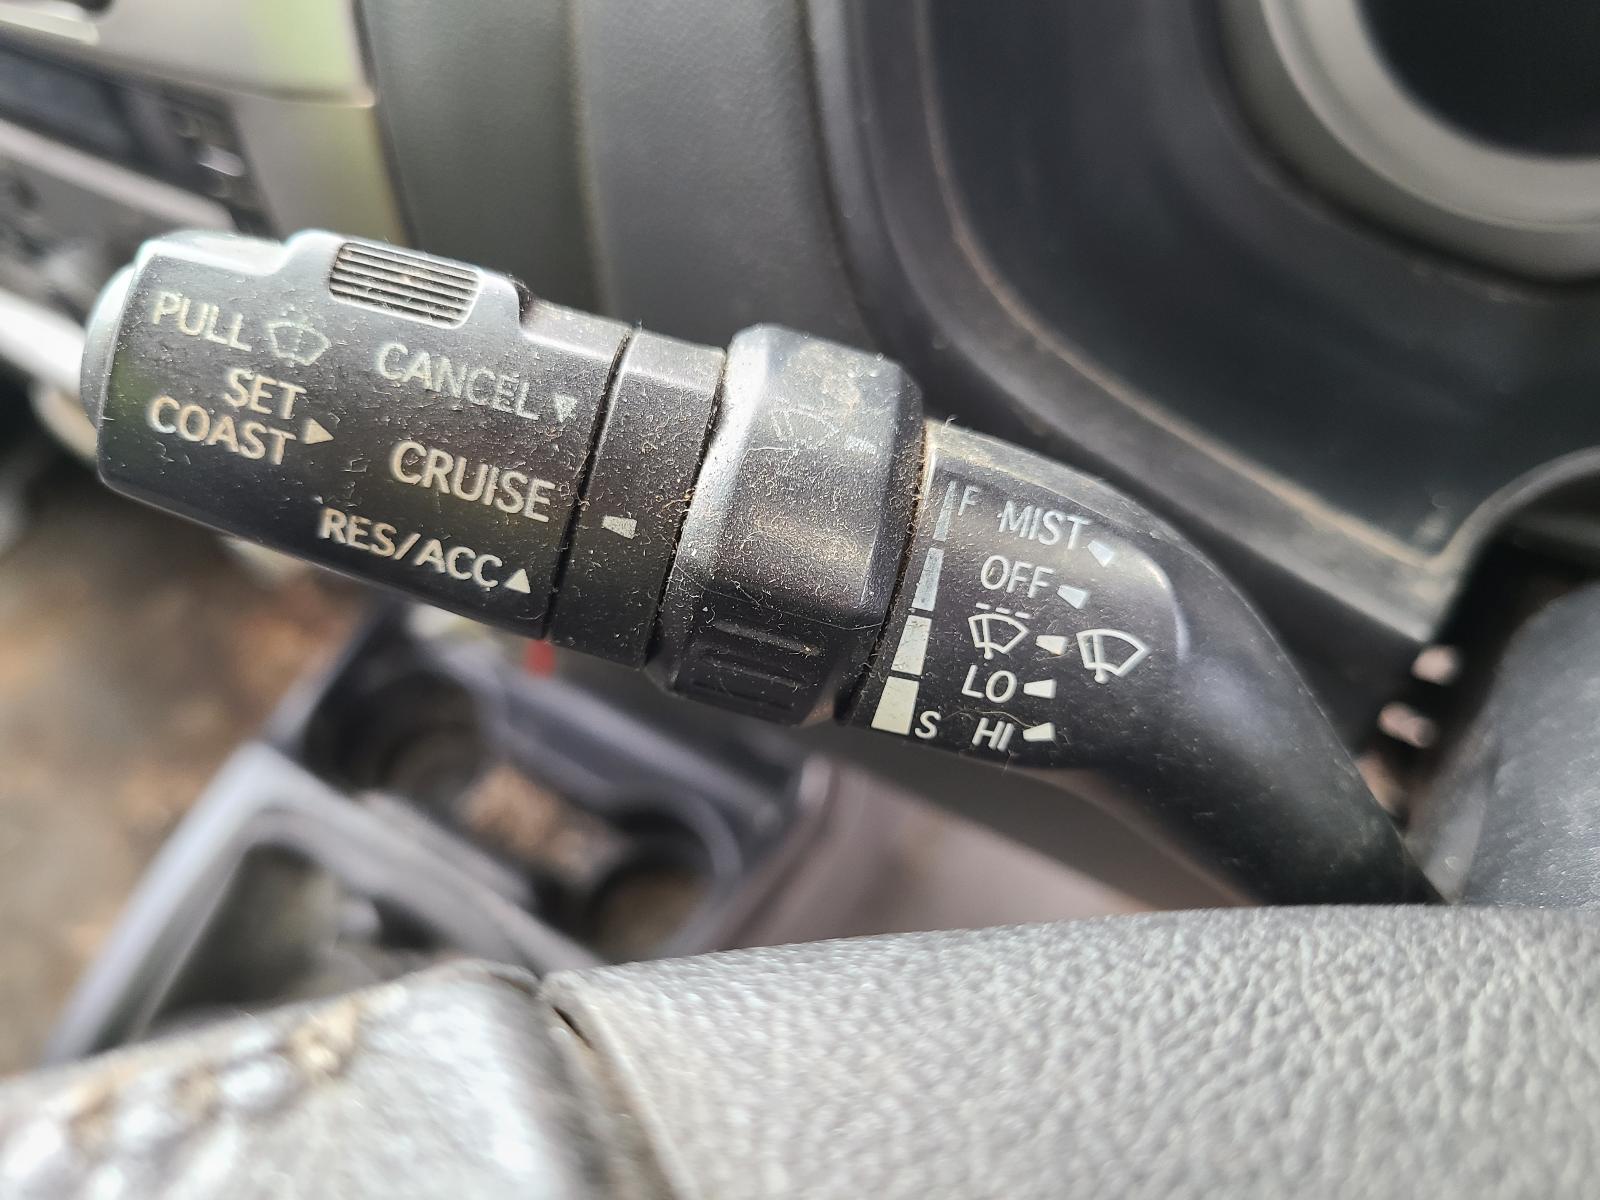 PULL
CANCEL
SET
COAST
CRUISE
RES/ACC
F MIST
OFF
LO
S HI